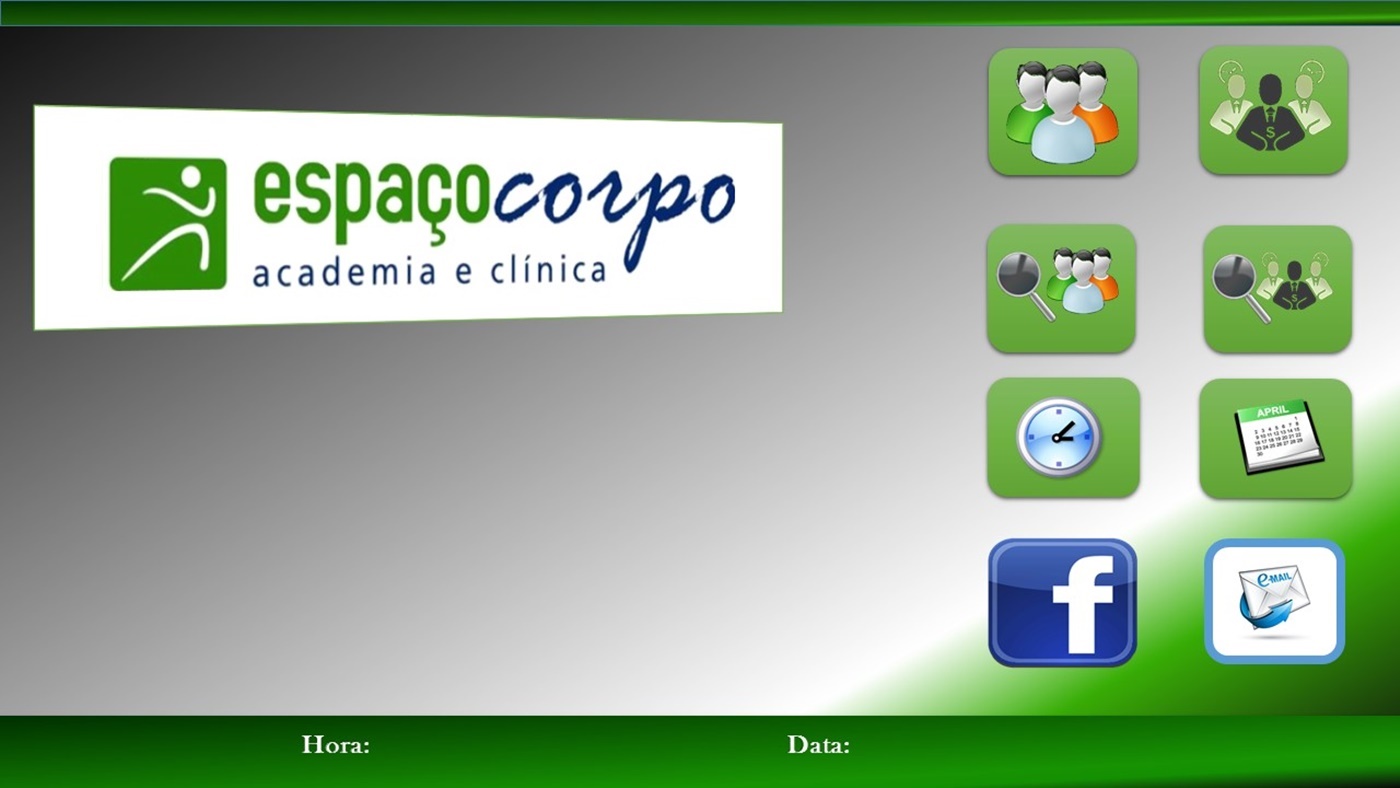 espaçocorpo
academia e clínica
$
$
APRIL
e-MAIL
f
Hora:
Data: